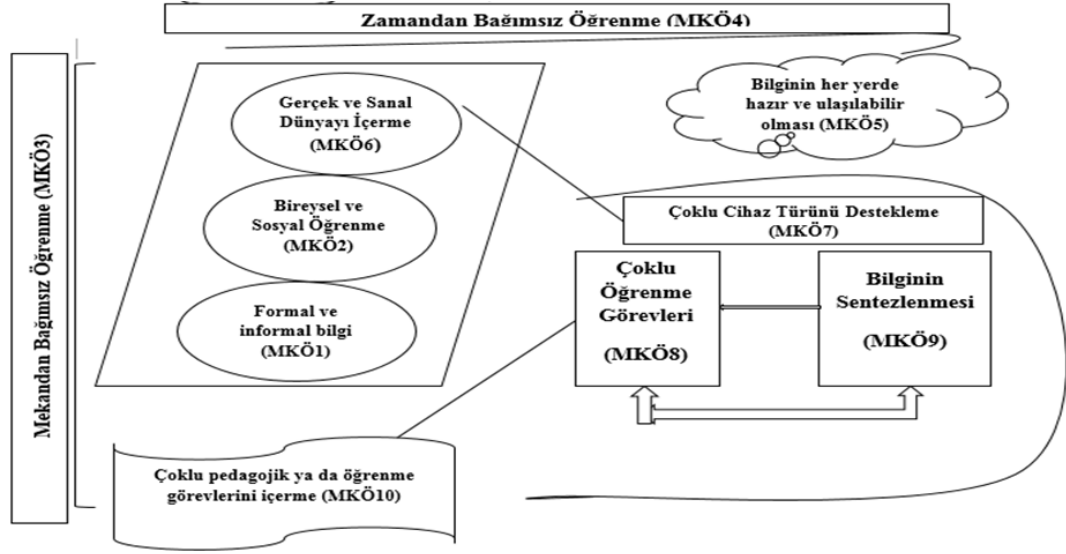 Zamandan Bağımsız Öğrenme (MKÖ4)
Mekandan Bağımsız Öğrenme (MKÖ3)
Gerçek ve Sanal
Dünyayı İçerme
(MKÖ6)
Bilginin her yerde
hazır ve ulaşılabilir
olması (MKÖ5)
Bireysel ve
Sosyal Öğrenme
(MKÖ2)
Çoklu Cihaz Türünü Destekleme
(MKÖ7)
Formal ve
informal bilgi
(MKÖ1)
Çoklu
Öğrenme
Görevleri
(MKÖ8)
Bilginin
Sentezlenmesi
(MKÖ9)
Çoklu pedagojik ya da öğrenme
görevlerini içerme (MKÖ10)